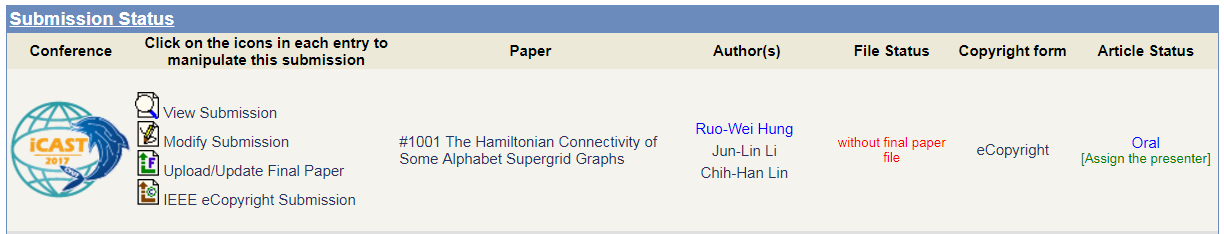 Submission Status
Conference
Click on the icons in each entry to
manipulate this submission
Paper
Author(s)
File Status
Copyright form
Article Status
iCAST
2017
View Submission
Modify Submission
Upload/Update Final Paper
IEEE eCopyright Submission
#1001 The Hamiltonian Connectivity of
Some Alphabet Supergrid Graphs
Ruo-Wei Hung
Jun-Lin Li
Chih-Han Lin
without final paper
file
eCopyright
Oral
[Assign the presenter]